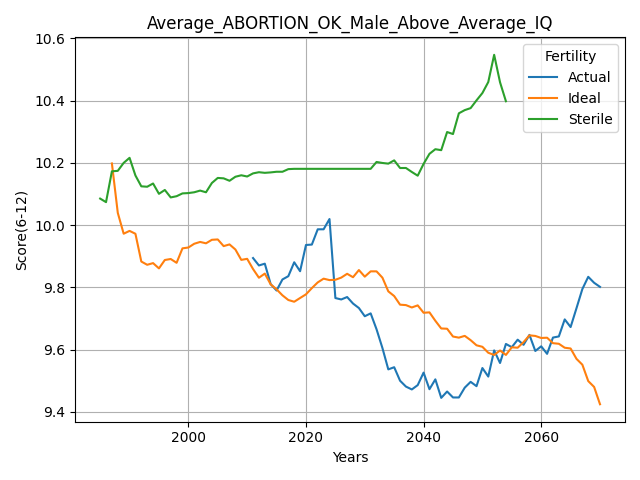 Average_ABORTION_OK_Male_Above_Average_IQ
10.6
10.4
10.2
10.0
9.8
9.6
9.4
Score(6-12)
Fertility
Actual
Ideal
Sterile
2000
2020
2040
2060
Years